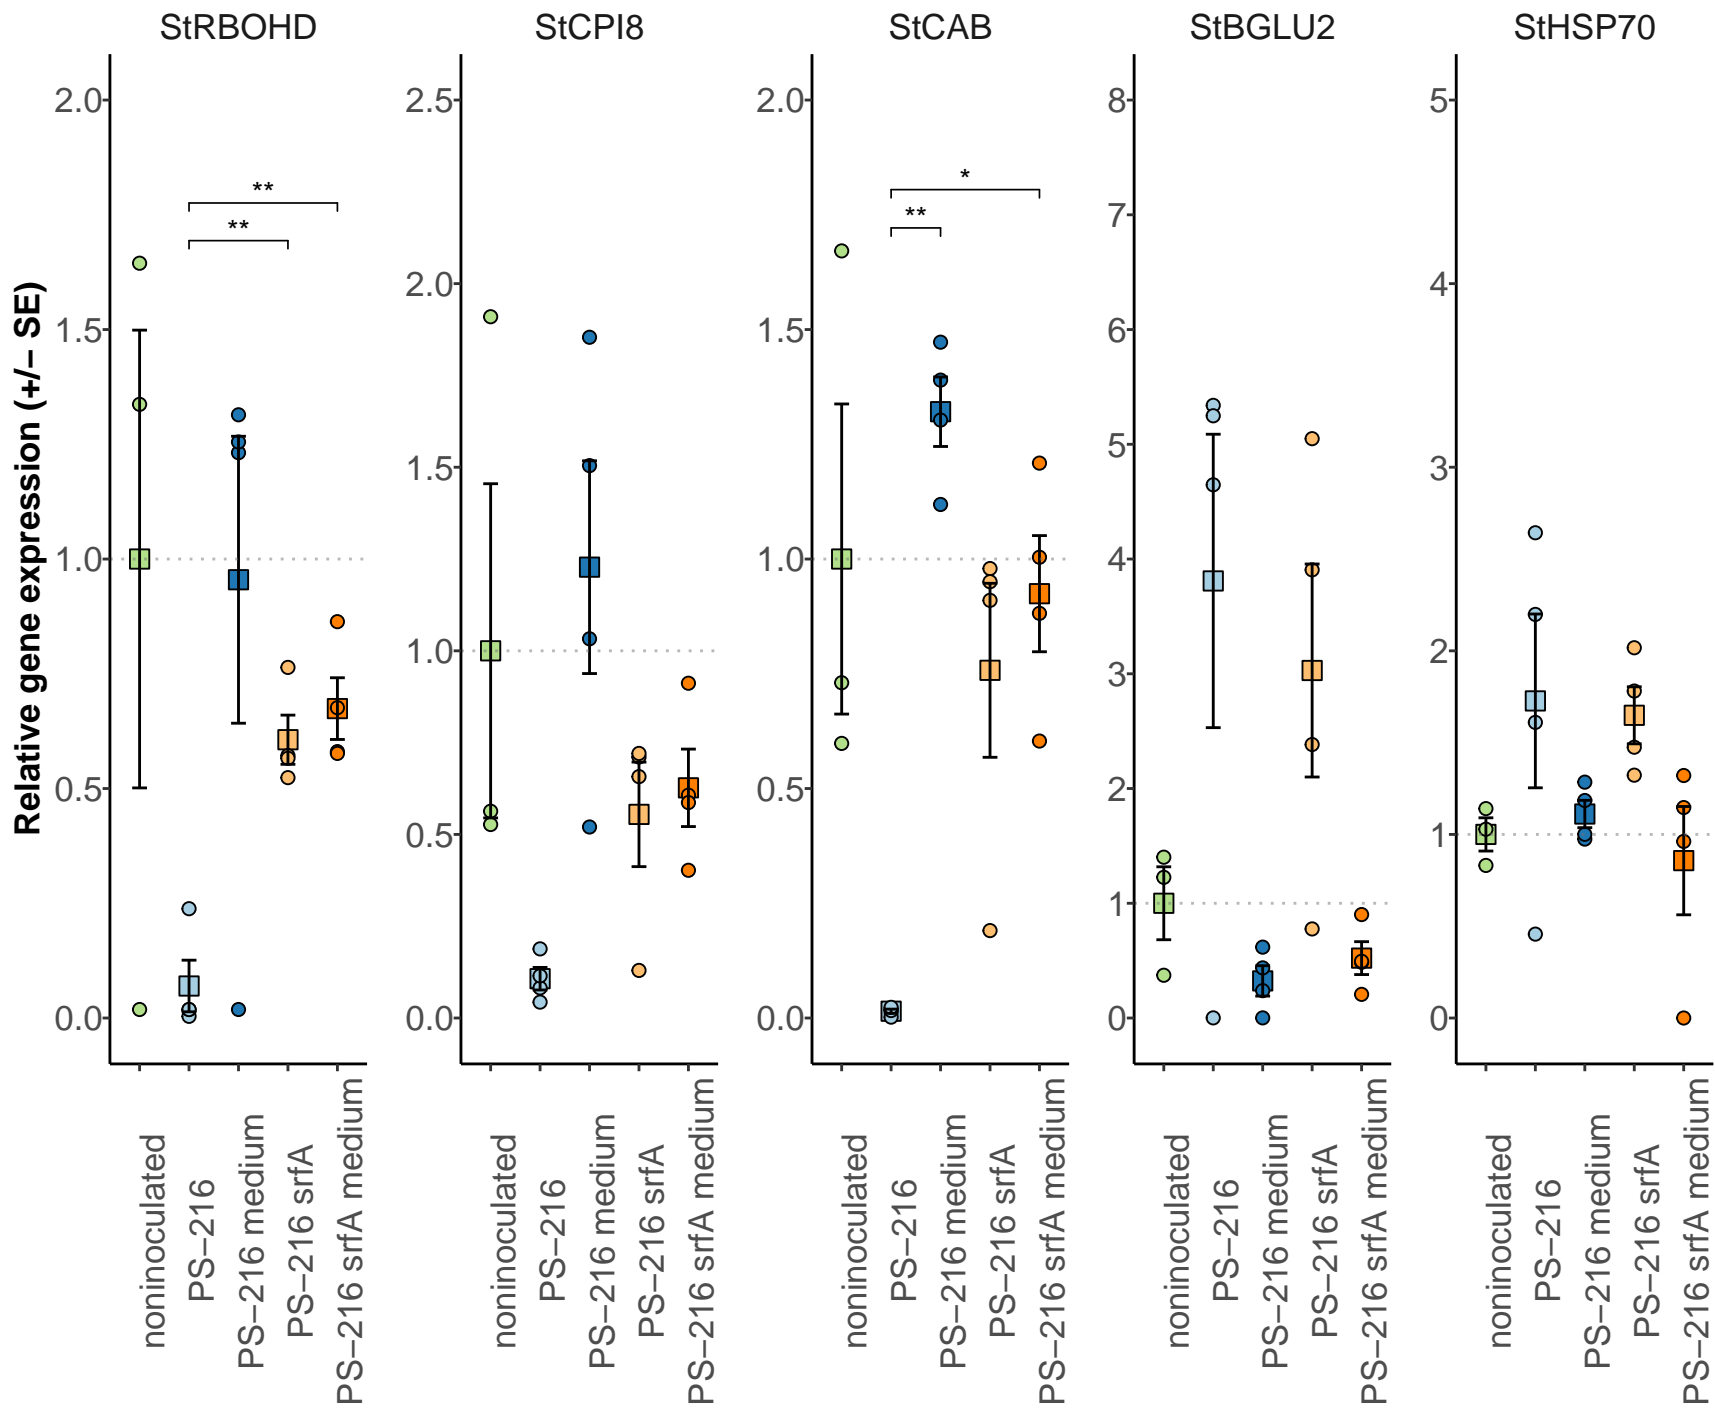 StRBOHD
StCPI8
StCAB
StBGLU2
StHSP70
Relative gene expression (+/− SE)
2.0
1.5
1.0
0.5
0.0
**
**
noninoculated
PS−216
PS−216 medium
PS−216 srfA
PS−216 srfA medium
2.5
2.0
1.5
1.0
0.5
0.0
noninoculated
PS−216
PS−216 medium
PS−216 srfA
PS−216 srfA medium
2.0
1.5
1.0
0.5
0.0
*
**
noninoculated
PS−216
PS−216 medium
PS−216 srfA
PS−216 srfA medium
8
7
6
5
4
3
2
1
0
noninoculated
PS−216
PS−216 medium
PS−216 srfA
PS−216 srfA medium
5
4
3
2
1
0
noninoculated
PS−216
PS−216 medium
PS−216 srfA
PS−216 srfA medium